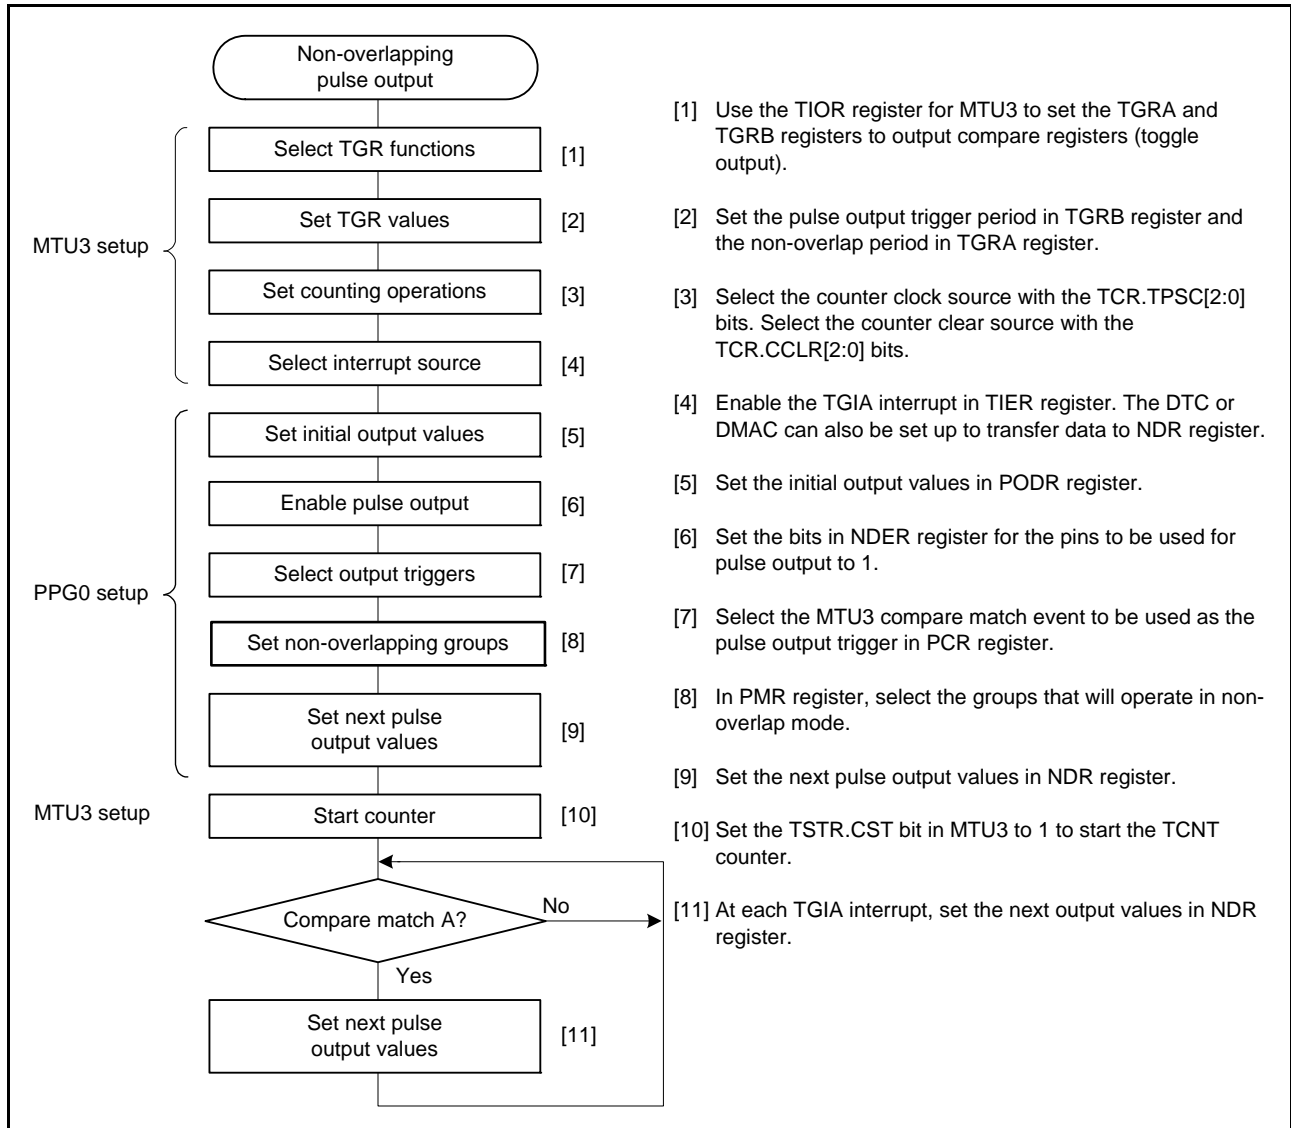 Non-overlapping
pulse output
MTU3 setup
Select TGR functions [1]
Set TGR values [2]
Set counting operations [3]
Select interrupt source [4]
PPG0 setup
Set initial output values [5]
Enable pulse output [6]
Select output triggers [7]
Set non-overlapping groups [8]
Set next pulse
output values [9]
MTU3 setup
Start counter [10]
Compare match A?
No
Yes
Set next pulse
output values [11]
[1] Use the TIOR register for MTU3 to set the TGRA and
TGRB registers to output compare registers (toggle
output).
[2] Set the pulse output trigger period in TGRB register and
the non-overlap period in TGRA register.
[3] Select the counter clock source with the TCR.TPSC[2:0]
bits. Select the counter clear source with the
TCR.CCLR[2:0] bits.
[4] Enable the TGIA interrupt in TIER register. The DTC or
DMAC can also be set up to transfer data to NDR register.
[5] Set the initial output values in PODR register.
[6] Set the bits in NDER register for the pins to be used for
pulse output to 1.
[7] Select the MTU3 compare match event to be used as the
pulse output trigger in PCR register.
[8] In PMR register, select the groups that will operate in non-
overlap mode.
[9] Set the next pulse output values in NDR register.
[10] Set the TSTR.CST bit in MTU3 to 1 to start the TCNT
counter.
[11] At each TGIA interrupt, set the next output values in NDR
register.